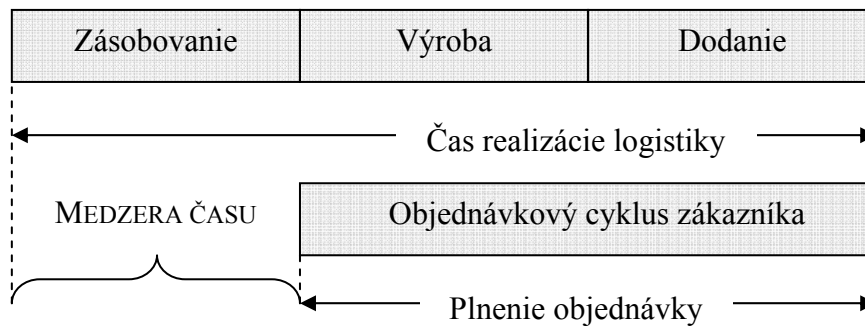 Zásobovanie Výroba Dodanie
Čas realizácie logistiky
MEDZERA ČASU Objednávkový cyklus zákazníka
Plnenie objednávky